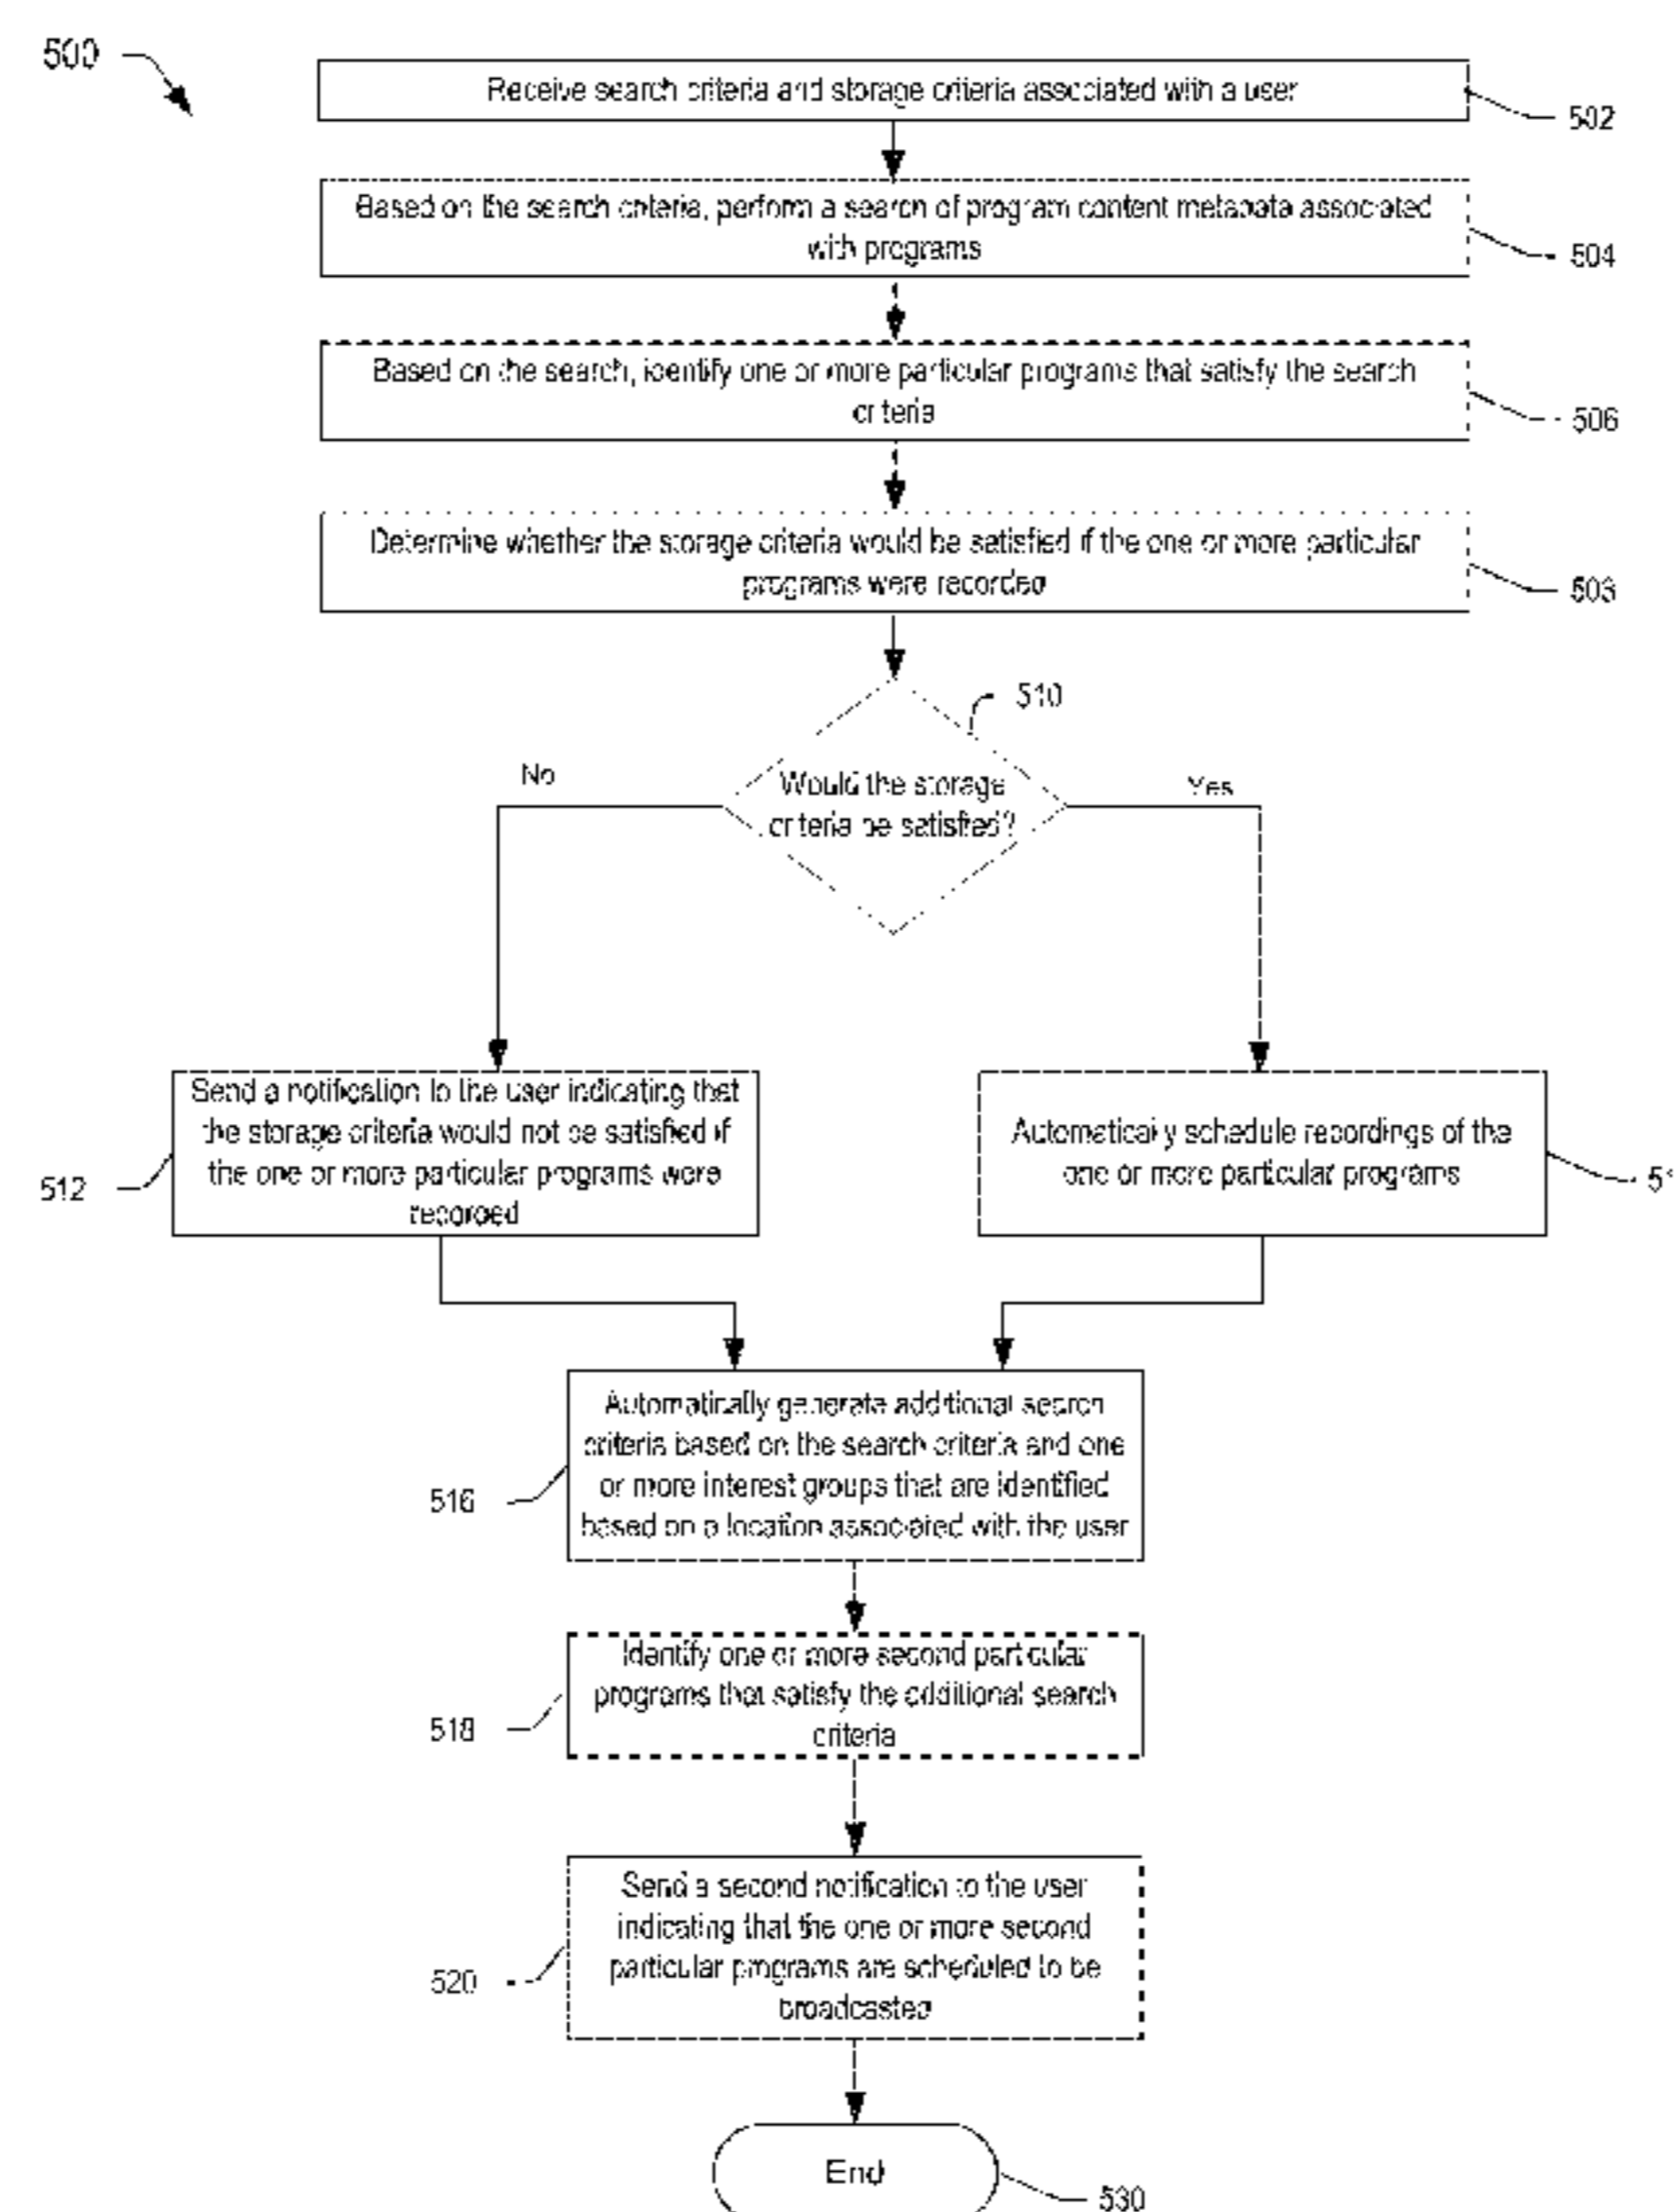 500
Receive search criteria and storage criteria associated with a user
502
Based on the search criteria, perform a search of program content metadata associated
with programs
504
Based on the search, identify one or more particular programs that satisfy the search
criteria
506
Determine whether the storage criteria would be satisfied if the one or more particular
programs were recorded
508
510
Would the storage
criteria be satisfied?
No
Yes
Send a notification to the user indicating that
the storage criteria would not be satisfied if
the one or more particular programs were
recorded
512
Automatically schedule recordings of the
one or more particular programs
Automatically generate additional search
criteria based on the search criteria and one
or more interest groups that are identified
based on a location associated with the user
516
Identify one or more second particular
programs that satisfy the additional search
criteria
518
Send a second notification to the user
indicating that the one or more second
particular programs are scheduled to be
broadcasted
520
End
530